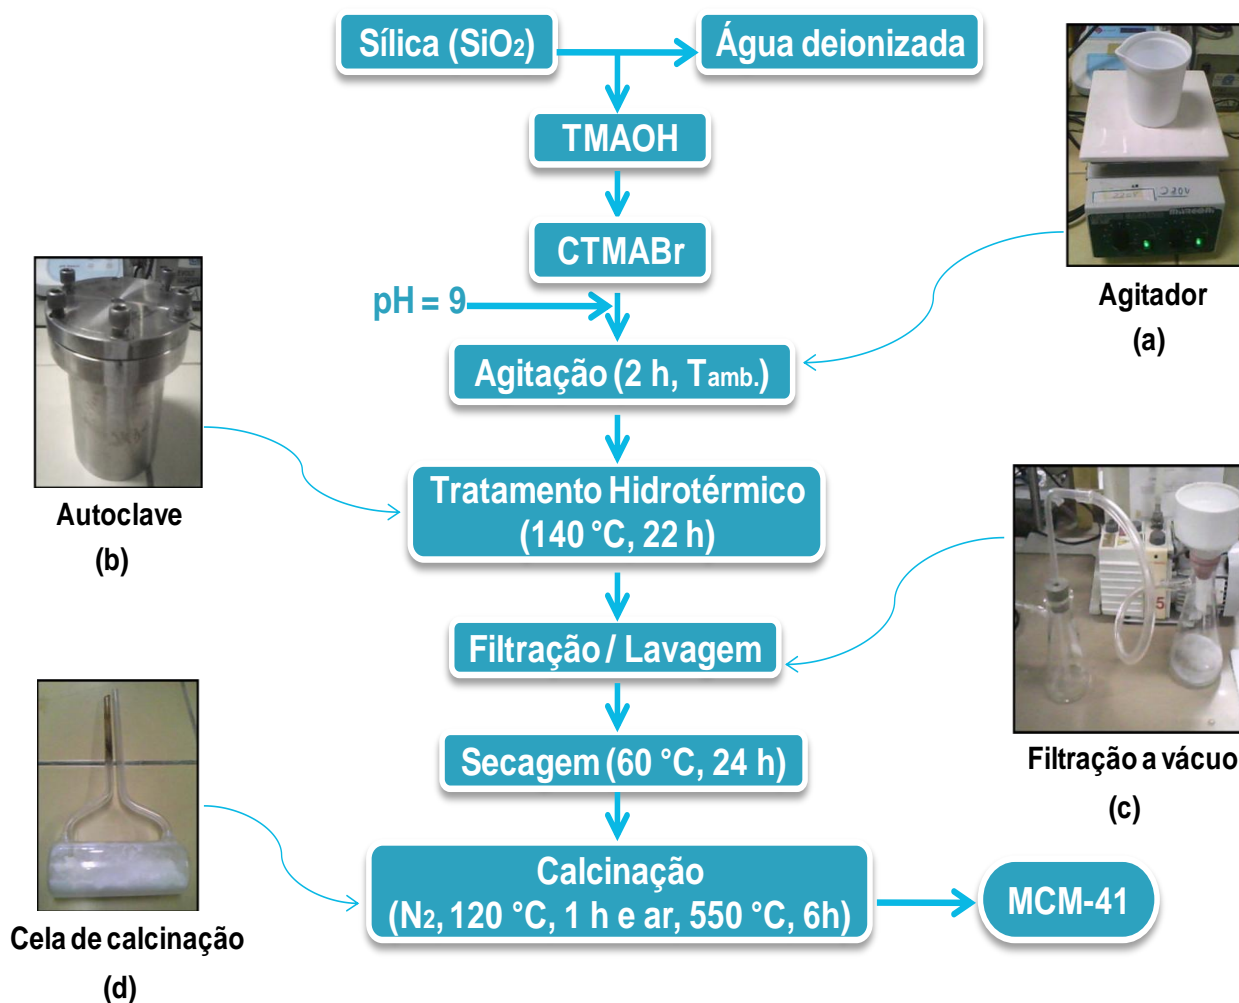 Sílica (SiO2)
Água deionizada
TMAOH
CTMABr
pH = 9
Agitador
(a)
Agitação (2 h, Tamb.)
Autoclave
(b)
Tratamento Hidrotérmico
(140 °C, 22 h)
Filtração / Lavagem
Filtração a vácuo
(c)
Secagem (60 °C, 24 h)
Calcinação
(N2, 120 °C, 1 h e ar, 550 °C, 6h)
MCM-41
Cela de calcinação
(d)